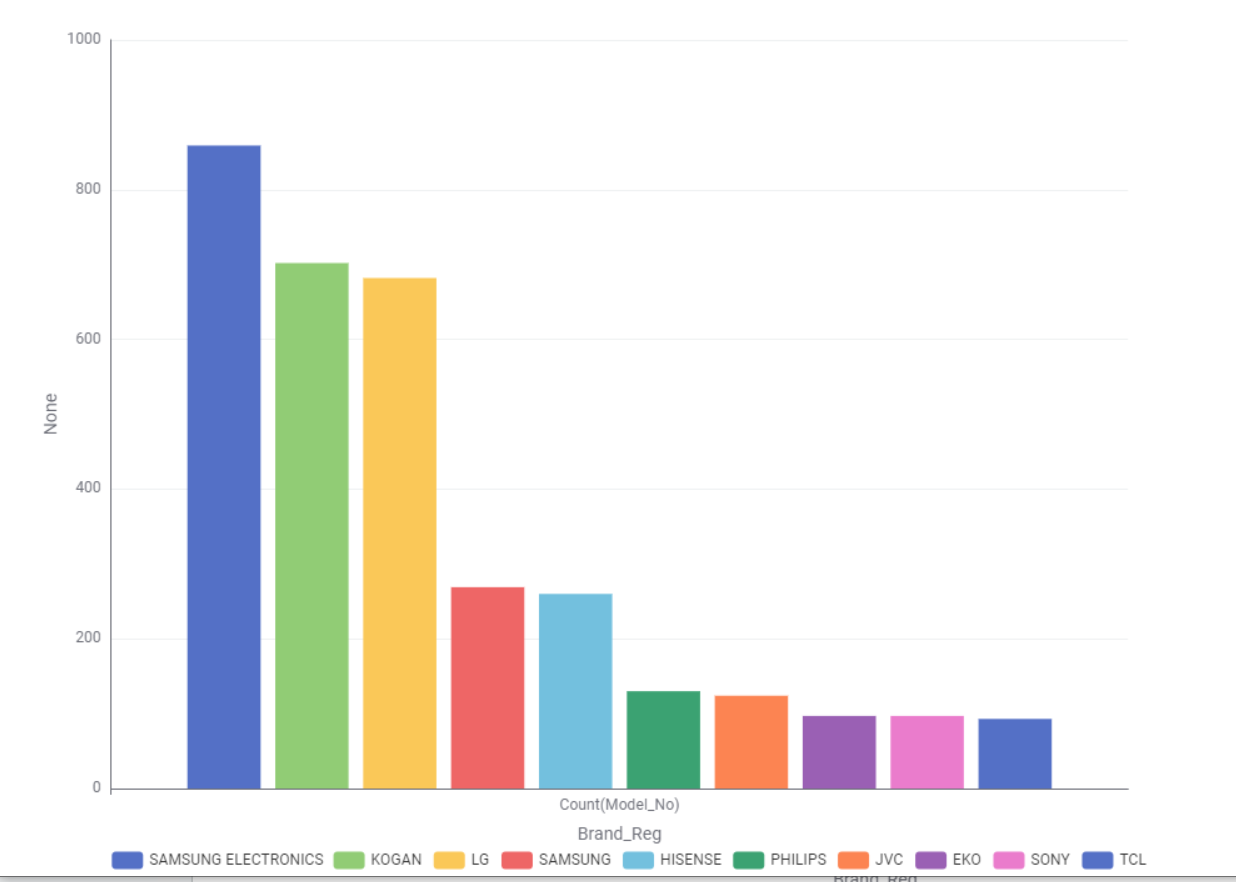 1000
800
600
400
200
0
None
Count(Model_No)
Brand_Reg
SAMSUNG ELECTRONICS KOGAN LG SAMSUNG HISENSE PHILIPS JVC EKO SONY TCL
Brand_Reg